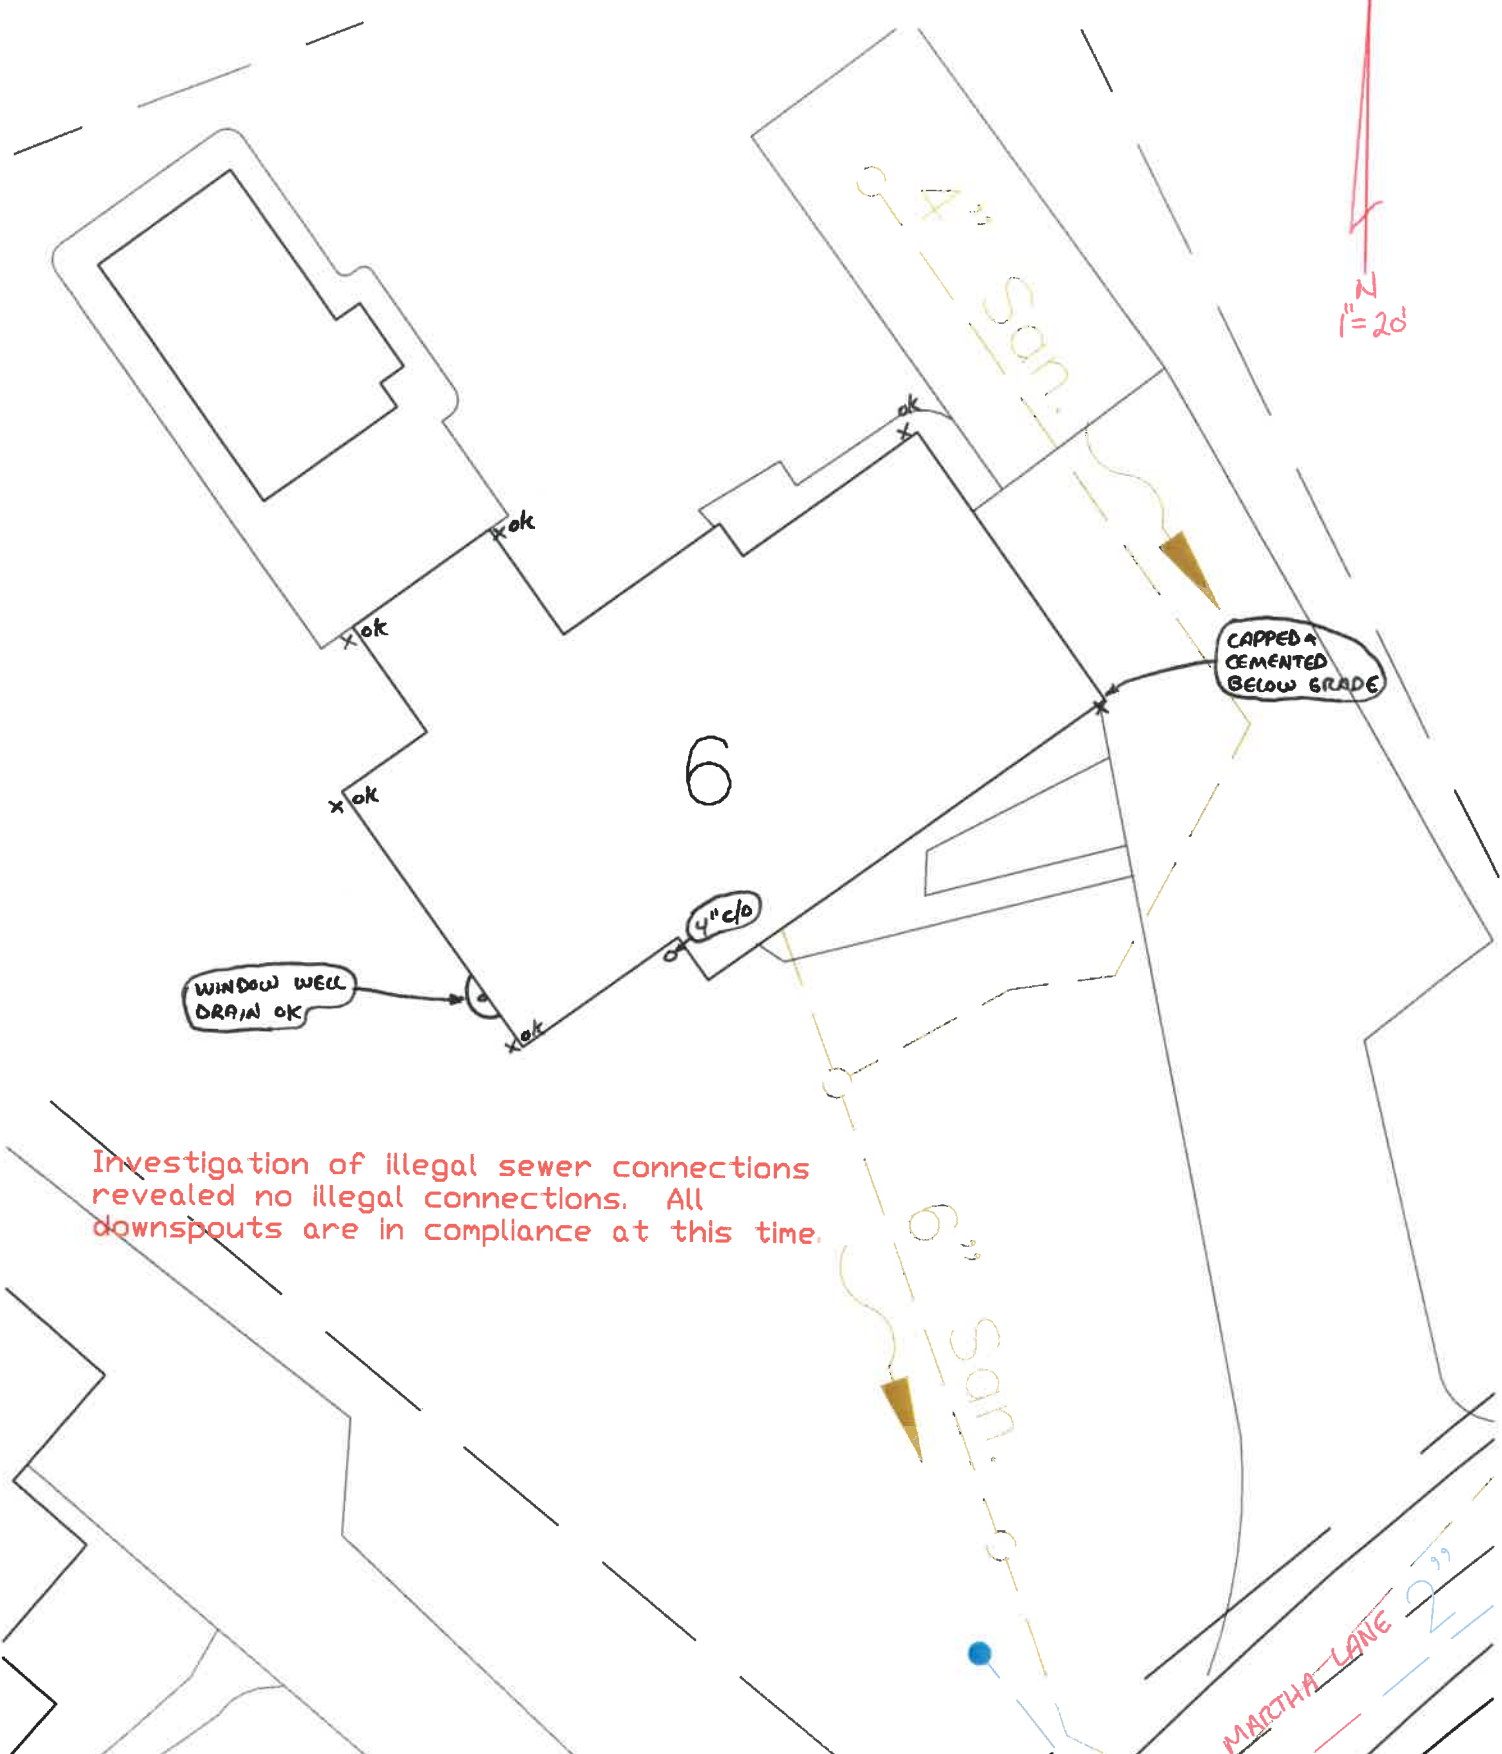 4" San.
N
1"=20'
ok
ok
ok
CAPPED &
CEMENTED
BELOW GRADE
6
ok
4" c/o
WINDOW WELL
DRAIN OK
ok
Investigation of illegal sewer connections
revealed no illegal connections. All
downspouts are in compliance at this time.
6" San.
2"
MARTHA LANE